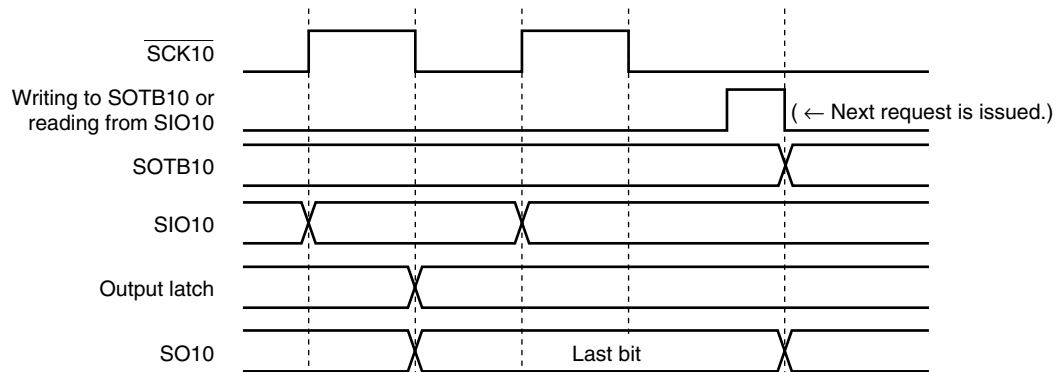 SCK10
Writing to SOTB10 or
reading from SIO10
( ← Next request is issued.)
SOTB10
SIO10
Output latch
SO10
Last bit